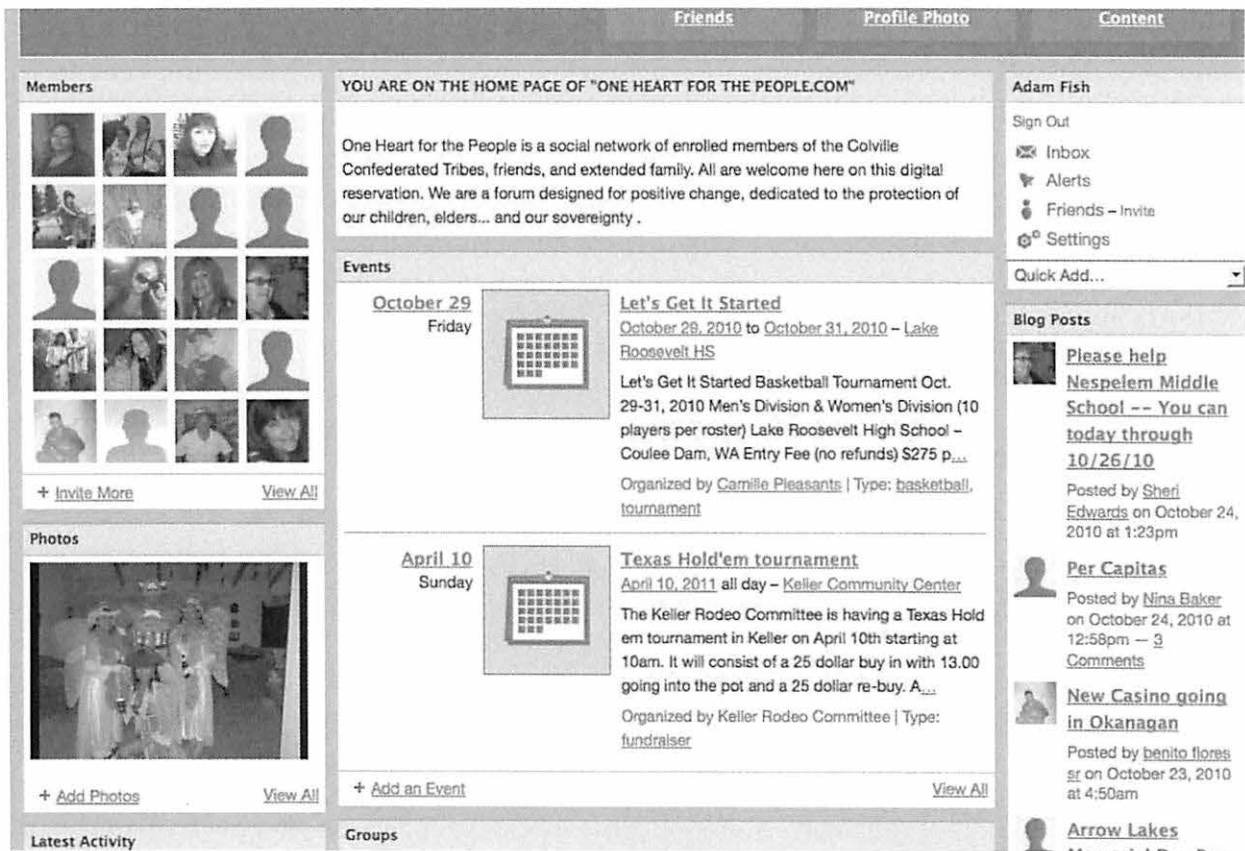 Friends
Profile Photo
Content
Members
+ Invite More
View All
Photos
+ Add Photos
View All
Latest Activity
YOU ARE ON THE HOME PAGE OF "ONE HEART FOR THE PEOPLE.COM"
One Heart for the People is a social network of enrolled members of the Colville
Confederated Tribes, friends, and extended family. All are welcome here on this digital
reservation. We are a forum designed for positive change, dedicated to the protection of
our children, elders... and our sovereignty .
Events
October 29
Friday
Let's Get It Started
October 29, 2010 to October 31, 2010 – Lake
Roosevelt HS
Let's Get It Started Basketball Tournament Oct.
29-31, 2010 Men's Division & Women's Division (10
players per roster) Lake Roosevelt High School –
Coulee Dam, WA Entry Fee (no refunds) $275 p...
Organized by Camille Pleasants | Type: basketball,
tournament
April 10
Sunday
Texas Hold'em tournament
April 10, 2011 all day – Keller Community Center
The Keller Rodeo Committee is having a Texas Hold
em tournament in Keller on April 10th starting at
10am. It will consist of a 25 dollar buy in with 13.00
going into the pot and a 25 dollar re-buy. A...
Organized by Keller Rodeo Committee | Type:
fundraiser
+ Add an Event
View All
Groups
Adam Fish
Sign Out
Inbox
Alerts
Friends – Invite
Settings
Quick Add...
Blog Posts
Please help
Nespelem Middle
School -- You can
today through
10/26/10
Posted by Sheri
Edwards on October 24,
2010 at 1:23pm
Per Capitas
Posted by Nina Baker
on October 24, 2010 at
12:58pm — 3
Comments
New Casino going
in Okanagan
Posted by benito flores
sr on October 23, 2010
at 4:50am
Arrow Lakes